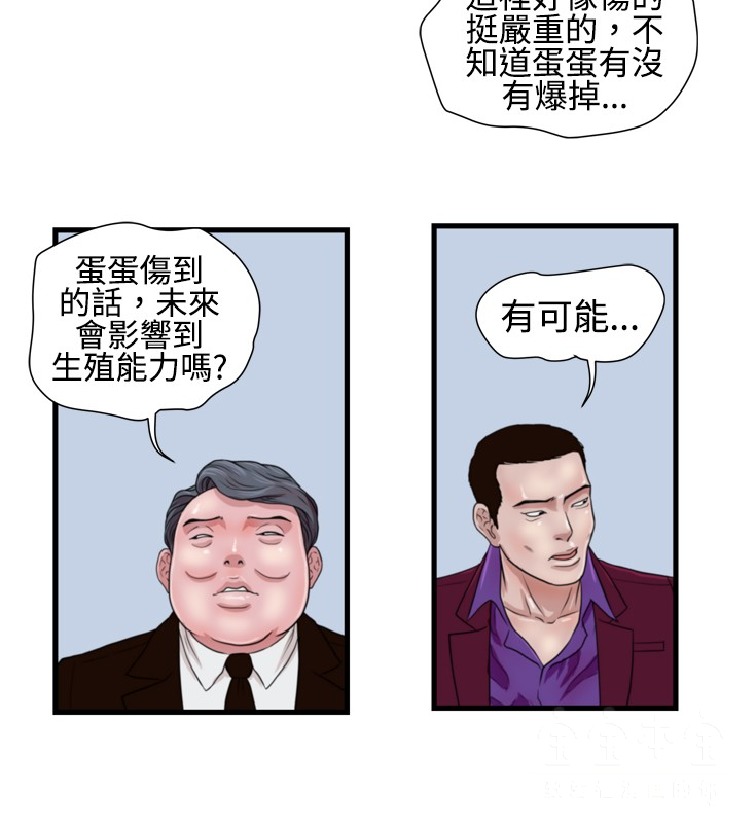 挺嚴重的，不
知道蛋蛋有沒
有爆掉...
蛋蛋傷到
的話，未來
會影響到
生殖能力嗎?
有可能...